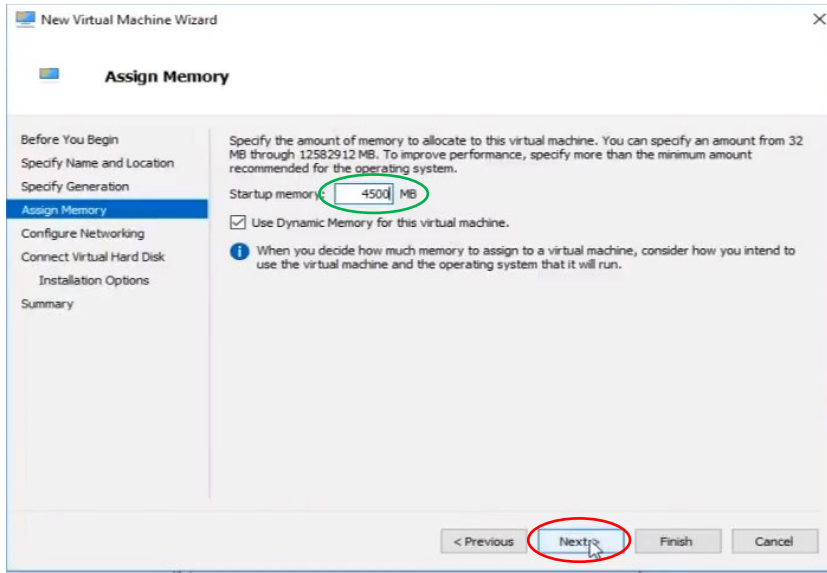 New Virtual Machine Wizard
Assign Memory
Before You Begin
Specify Name and Location
Specify Generation
Assign Memory
Configure Networking
Connect Virtual Hard Disk
Installation Options
Summary
Specify the amount of memory to allocate to this virtual machine. You can specify an amount from 32
MB through 12582912 MB. To improve performance, specify more than the minimum amount
recommended for the operating system.
Startup memory: 4500 MB
Use Dynamic Memory for this virtual machine.
When you decide how much memory to assign to a virtual machine, consider how you intend to
use the virtual machine and the operating system that it will run.
< Previous
Next >
Finish
Cancel